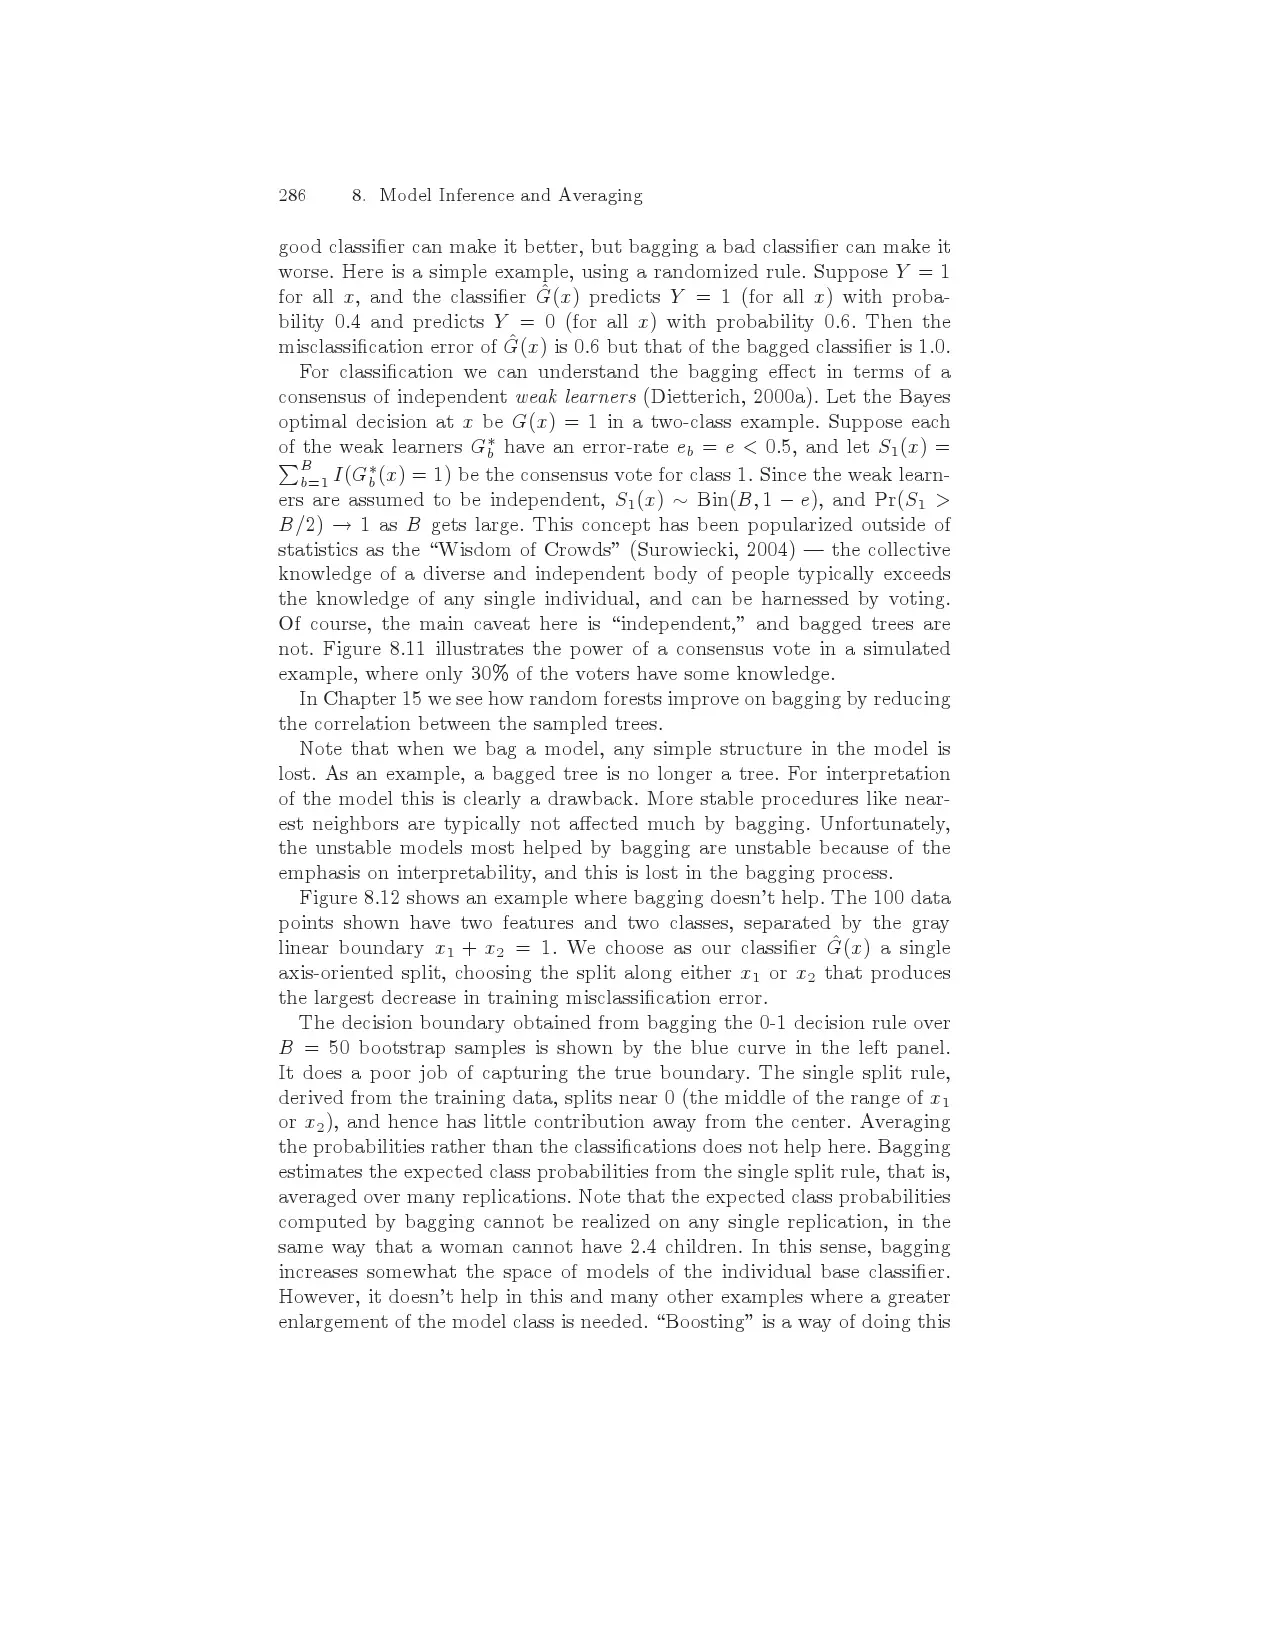 286 8. Model Inference and Averaging
good classifier can make it better, but bagging a bad classifier can make it
worse. Here is a simple example, using a randomized rule. Suppose Y = 1
for all x, and the classifier Ĝ(x) predicts Y = 1 (for all x) with proba-
bility 0.4 and predicts Y = 0 (for all x) with probability 0.6. Then the
misclassification error of Ĝ(x) is 0.6 but that of the bagged classifier is 1.0.
For classification we can understand the bagging effect in terms of a
consensus of independent weak learners (Dietterich, 2000a). Let the Bayes
optimal decision at x be G(x) = 1 in a two-class example. Suppose each
of the weak learners G*_b have an error-rate e_b = e < 0.5, and let S_1(x) =
∑^B_{b=1} I(G*_b(x) = 1) be the consensus vote for class 1. Since the weak learn-
ers are assumed to be independent, S_1(x) ∼ Bin(B, 1 − e), and Pr(S_1 >
B/2) → 1 as B gets large. This concept has been popularized outside of
statistics as the “Wisdom of Crowds” (Surowiecki, 2004) — the collective
knowledge of a diverse and independent body of people typically exceeds
the knowledge of any single individual, and can be harnessed by voting.
Of course, the main caveat here is “independent,” and bagged trees are
not. Figure 8.11 illustrates the power of a consensus vote in a simulated
example, where only 30% of the voters have some knowledge.
In Chapter 15 we see how random forests improve on bagging by reducing
the correlation between the sampled trees.
Note that when we bag a model, any simple structure in the model is
lost. As an example, a bagged tree is no longer a tree. For interpretation
of the model this is clearly a drawback. More stable procedures like near-
est neighbors are typically not affected much by bagging. Unfortunately,
the unstable models most helped by bagging are unstable because of the
emphasis on interpretability, and this is lost in the bagging process.
Figure 8.12 shows an example where bagging doesn’t help. The 100 data
points shown have two features and two classes, separated by the gray
linear boundary x_1 + x_2 = 1. We choose as our classifier Ĝ(x) a single
axis-oriented split, choosing the split along either x_1 or x_2 that produces
the largest decrease in training misclassification error.
The decision boundary obtained from bagging the 0-1 decision rule over
B = 50 bootstrap samples is shown by the blue curve in the left panel.
It does a poor job of capturing the true boundary. The single split rule,
derived from the training data, splits near 0 (the middle of the range of x_1
or x_2), and hence has little contribution away from the center. Averaging
the probabilities rather than the classifications does not help here. Bagging
estimates the expected class probabilities from the single split rule, that is,
averaged over many replications. Note that the expected class probabilities
computed by bagging cannot be realized on any single replication, in the
same way that a woman cannot have 2.4 children. In this sense, bagging
increases somewhat the space of models of the individual base classifier.
However, it doesn’t help in this and many other examples where a greater
enlargement of the model class is needed. “Boosting” is a way of doing this